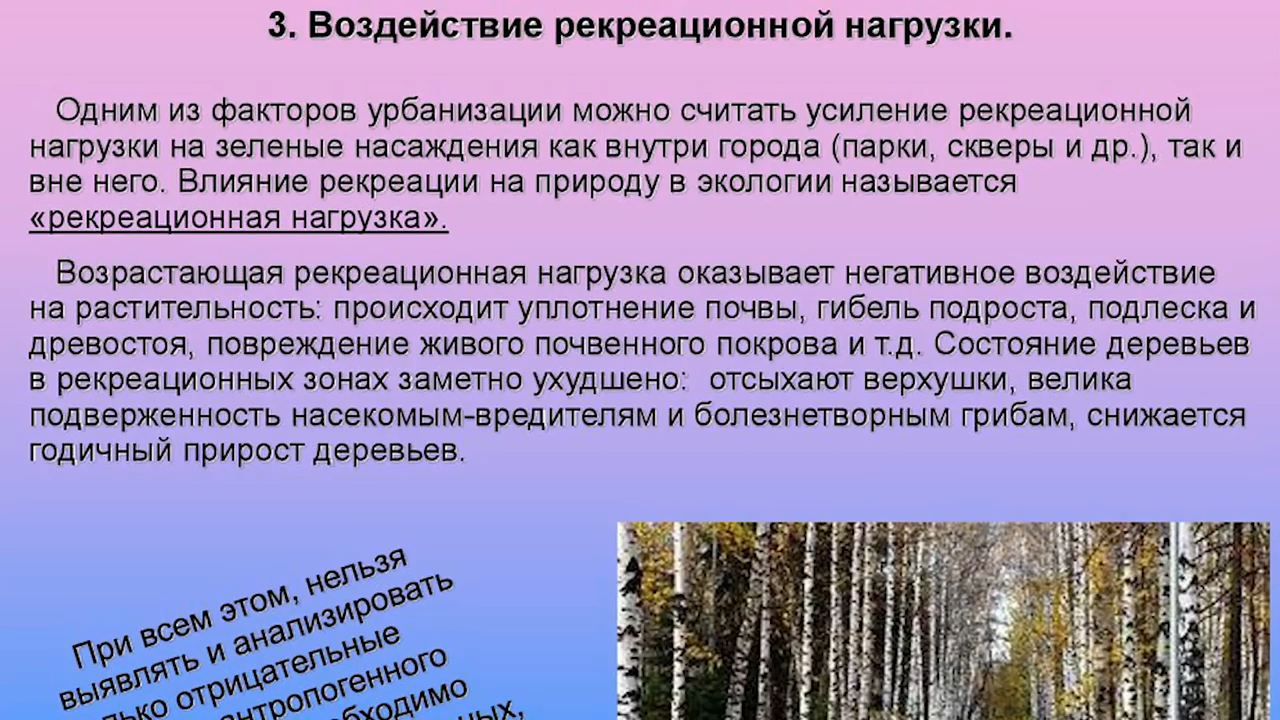 3. Воздействие рекреационной нагрузки.
Одним из факторов урбанизации можно считать усиление рекреационной
нагрузки на зеленые насаждения как внутри города (парки, скверы и др.), так и
вне него. Влияние рекреации на природу в экологии называется
«рекреационная нагрузка».
Возрастающая рекреационная нагрузка оказывает негативное воздействие
на растительность: происходит уплотнение почвы, гибель подроста, подлеска и
древостоя, повреждение живого почвенного покрова и т.д. Состояние деревьев
в рекреационных зонах заметно ухудшено: отсыхают верхушки, велика
подверженность насекомым-вредителям и болезнетворным грибам, снижается
годичный прирост деревьев.
При всем этом, нельзя
выявлять и анализировать
отрицательные
антропогенного